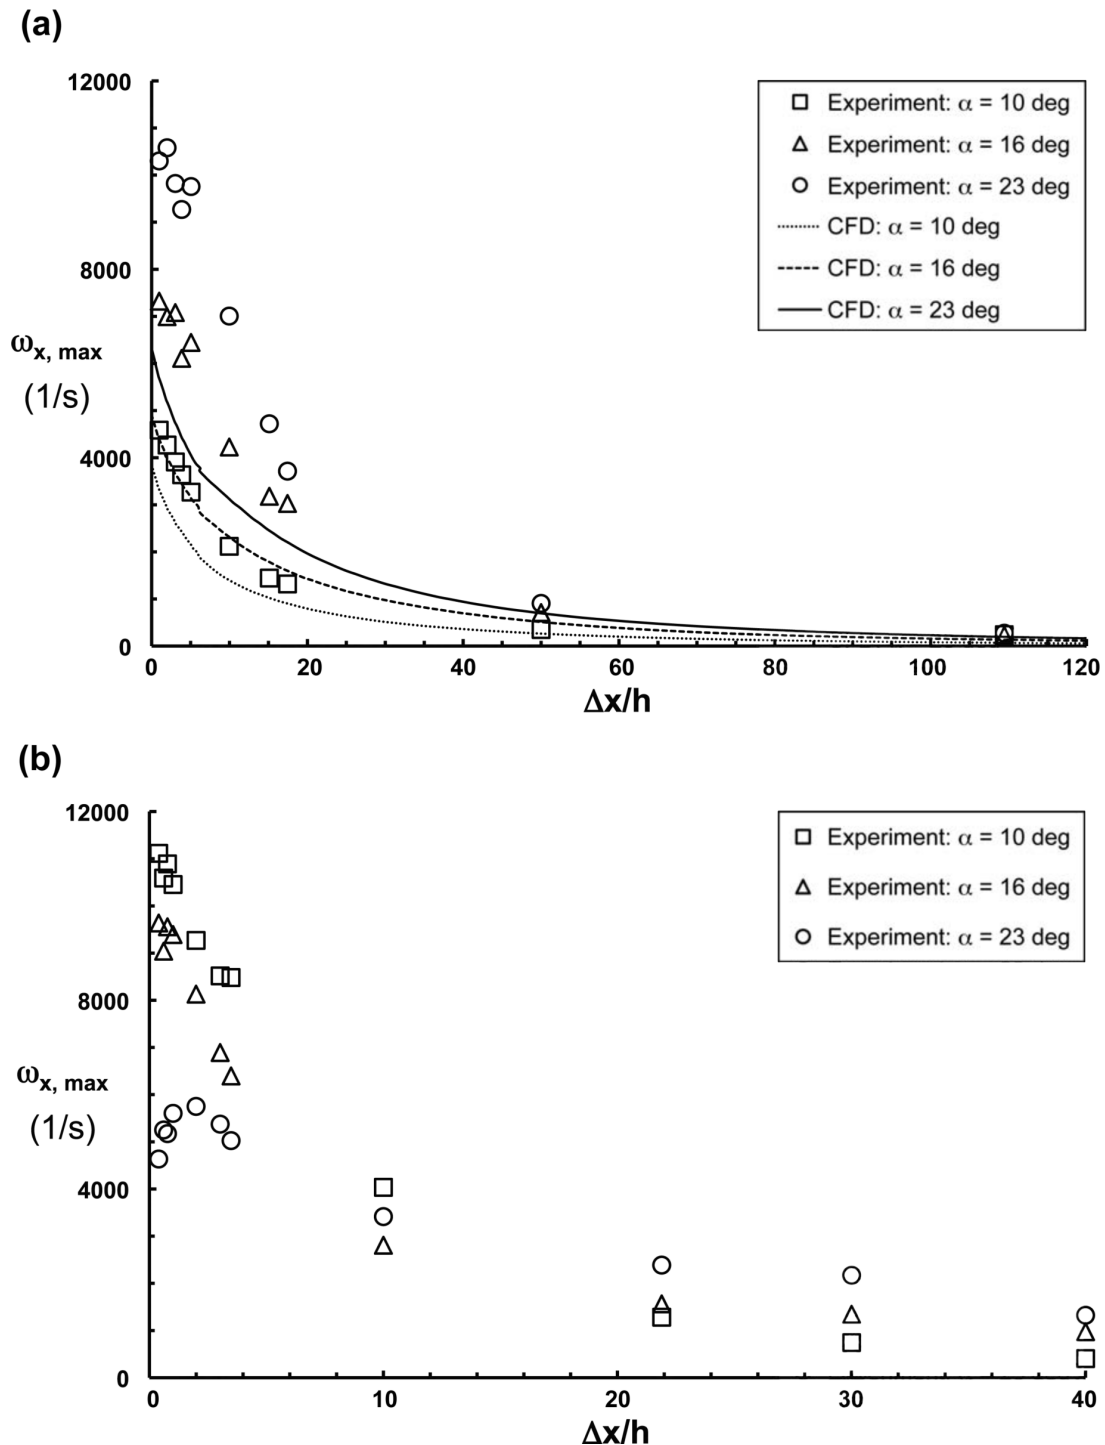 (a)
12000
8000
4000
0
ωx, max
(1/s)
Experiment: α = 10 deg
Experiment: α = 16 deg
Experiment: α = 23 deg
CFD: α = 10 deg
CFD: α = 16 deg
CFD: α = 23 deg
0 20 40 60 80 100 120
Δx/h
(b)
12000
8000
4000
0
ωx, max
(1/s)
Experiment: α = 10 deg
Experiment: α = 16 deg
Experiment: α = 23 deg
0 10 20 30 40
Δx/h